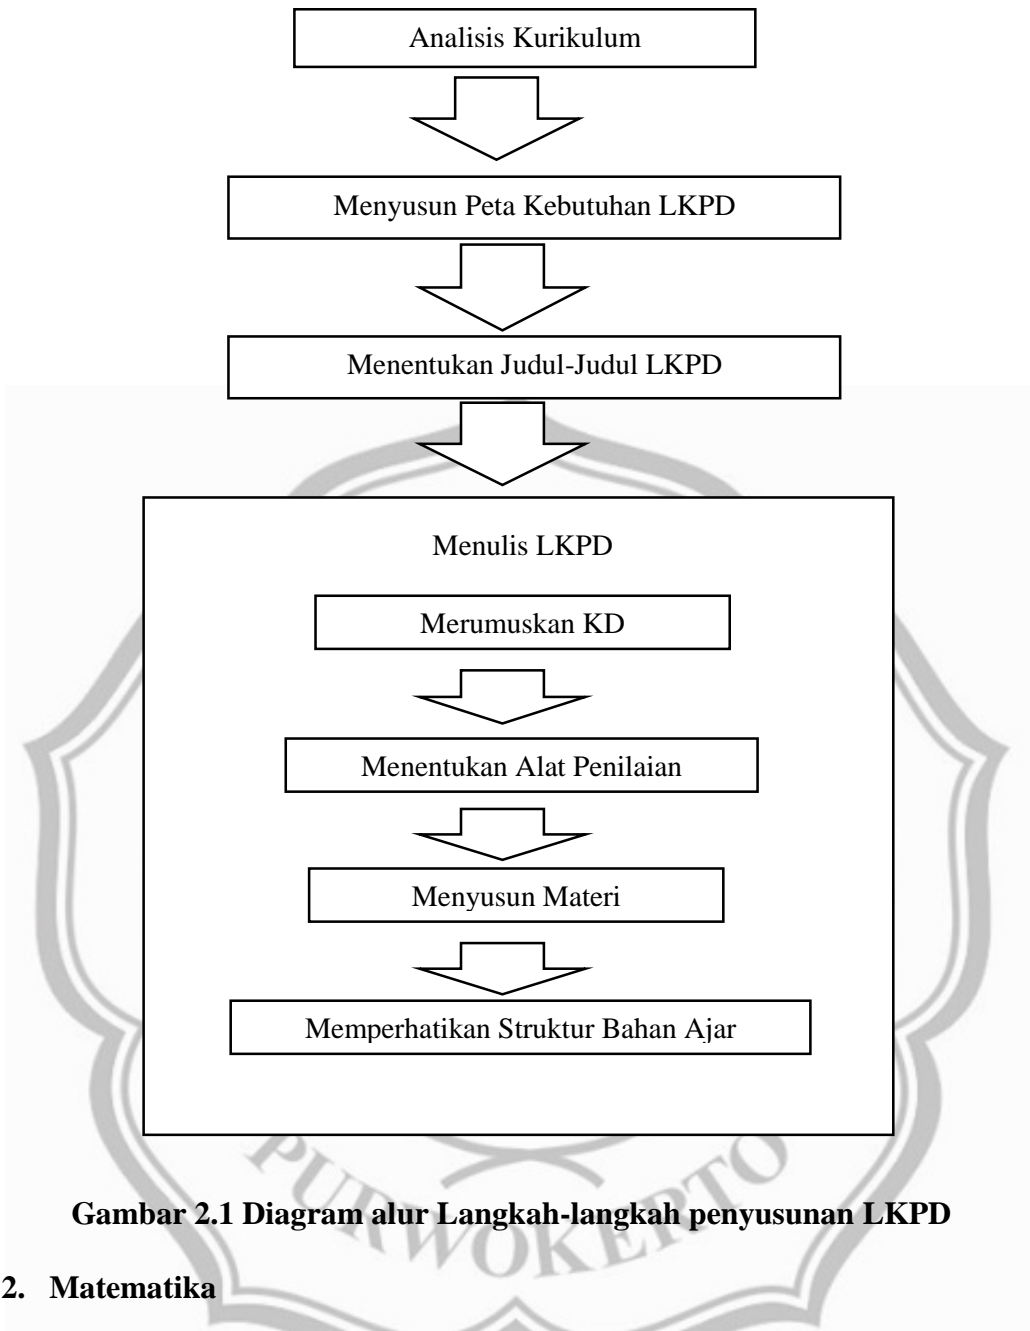 Analisis Kurikulum
Menyusun Peta Kebutuhan LKPD
Menentukan Judul-Judul LKPD
Menulis LKPD
Merumuskan KD
Menentukan Alat Penilaian
Menyusun Materi
Memperhatikan Struktur Bahan Ajar
PURWOKERTO
Gambar 2.1 Diagram alur Langkah-langkah penyusunan LKPD
2. Matematika